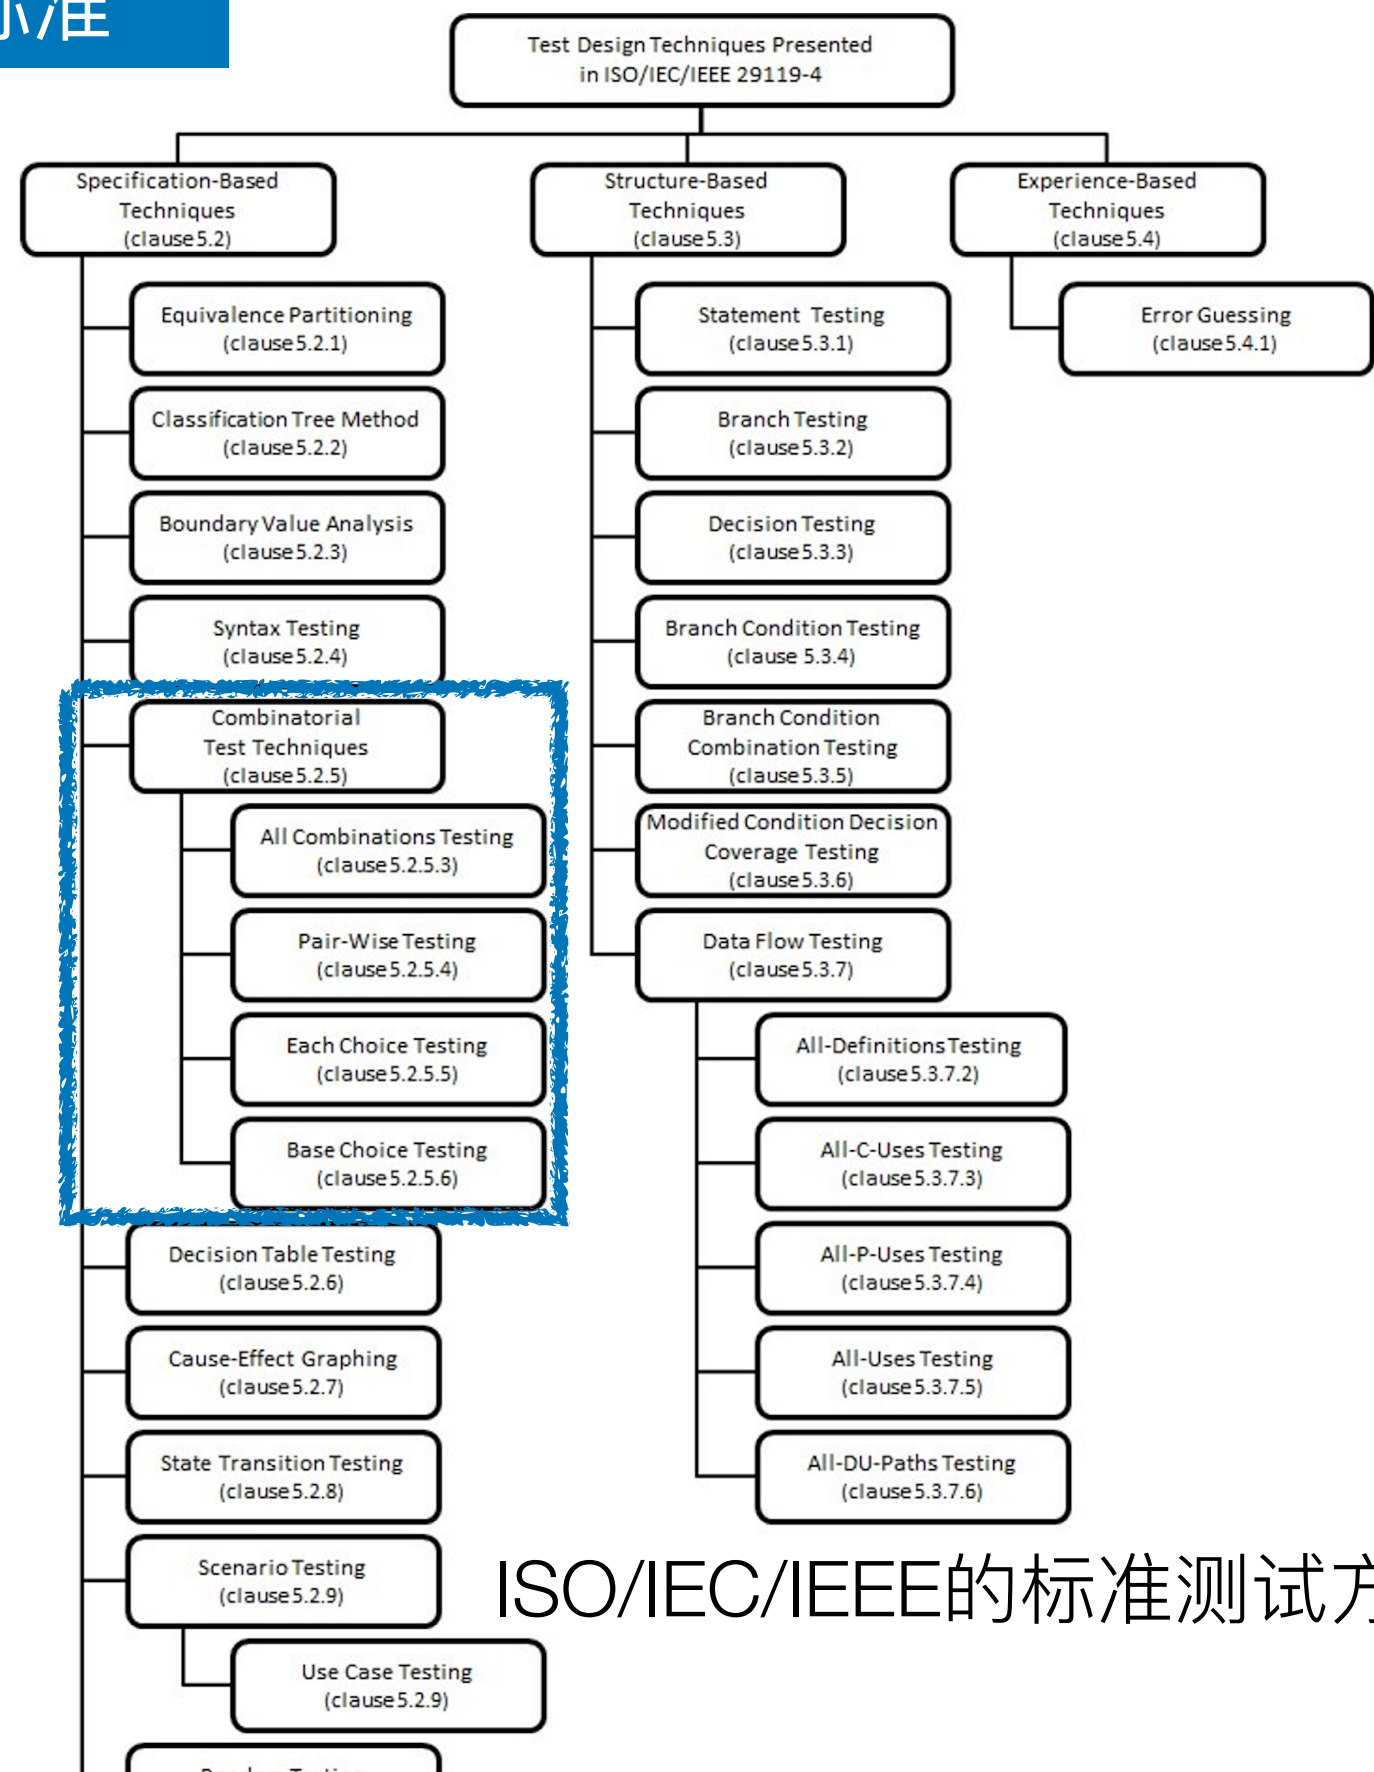 标准
Test Design Techniques Presented
in ISO/IEC/IEEE 29119-4
Specification-Based
Techniques
(clause 5.2)
Structure-Based
Techniques
(clause 5.3)
Experience-Based
Techniques
(clause 5.4)
Equivalence Partitioning
(clause 5.2.1)
Statement Testing
(clause 5.3.1)
Error Guessing
(clause 5.4.1)
Classification Tree Method
(clause 5.2.2)
Branch Testing
(clause 5.3.2)
Boundary Value Analysis
(clause 5.2.3)
Decision Testing
(clause 5.3.3)
Syntax Testing
(clause 5.2.4)
Branch Condition Testing
(clause 5.3.4)
Combinatorial
Test Techniques
(clause 5.2.5)
Branch Condition
Combination Testing
(clause 5.3.5)
All Combinations Testing
(clause 5.2.5.3)
Modified Condition Decision
Coverage Testing
(clause 5.3.6)
Pair-Wise Testing
(clause 5.2.5.4)
Data Flow Testing
(clause 5.3.7)
Each Choice Testing
(clause 5.2.5.5)
All-Definitions Testing
(clause 5.3.7.2)
Base Choice Testing
(clause 5.2.5.6)
All-C-Uses Testing
(clause 5.3.7.3)
Decision Table Testing
(clause 5.2.6)
All-P-Uses Testing
(clause 5.3.7.4)
Cause-Effect Graphing
(clause 5.2.7)
All-Uses Testing
(clause 5.3.7.5)
State Transition Testing
(clause 5.2.8)
All-DU-Paths Testing
(clause 5.3.7.6)
Scenario Testing
(clause 5.2.9)
ISO/IEC/IEEE的标准测试方
Use Case Testing
(clause 5.2.9)